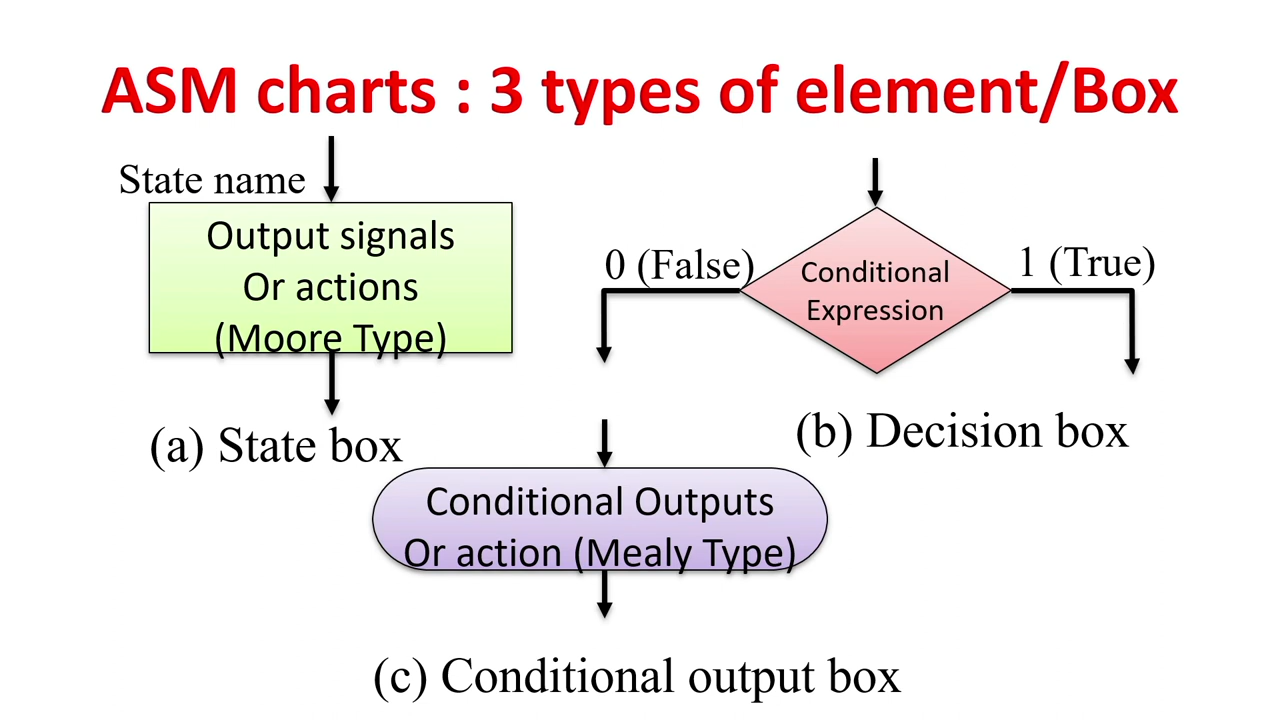 ASM charts : 3 types of element/Box
State name
Output signals
Or actions
(Moore Type)
(a) State box
0 (False)
Conditional
Expression
1 (True)
(b) Decision box
Conditional Outputs
Or action (Mealy Type)
(c) Conditional output box